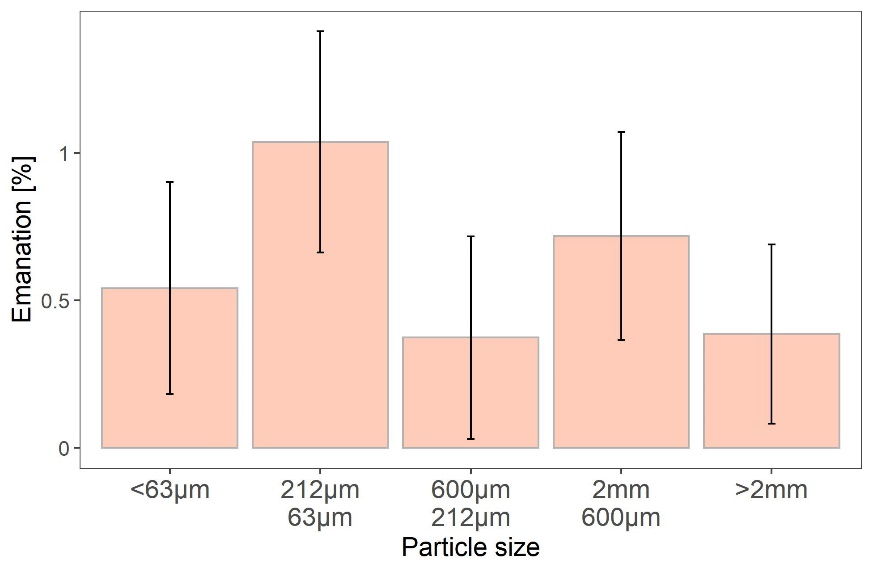 Emanation [%]
1
0.5
0
<63µm
212µm
63µm
600µm
212µm
2mm
600µm
>2mm
Particle size